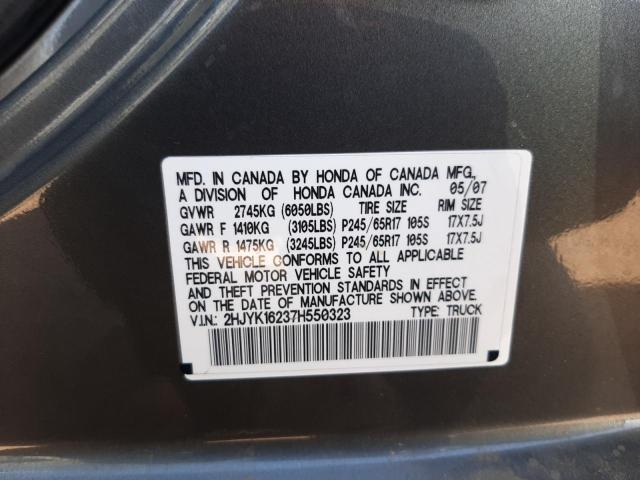 MFD. IN CANADA BY HONDA OF CANADA MFG.,
A DIVISION OF HONDA CANADA INC. 05/07
GVWR 2745KG (6050LBS) TIRE SIZE RIM SIZE
GAWR F 1410KG (3105LBS) P245/65R17 105S 17X7.5J
GAWR R 1475KG (3245LBS) P245/65R17 105S 17X7.5J
THIS VEHICLE CONFORMS TO ALL APPLICABLE
FEDERAL MOTOR VEHICLE SAFETY
AND THEFT PREVENTION STANDARDS IN EFFECT
ON THE DATE OF MANUFACTURE SHOWN ABOVE.
V.I.N.: 2HJYK16237H550323 TYPE: TRUCK